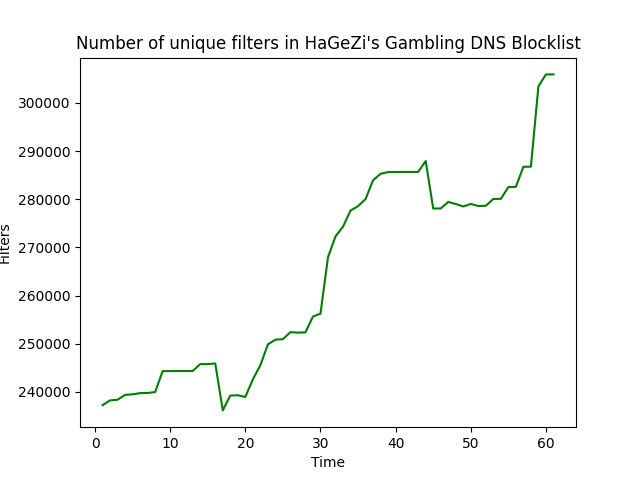 Number of unique filters in HaGeZi's Gambling DNS Blocklist
300000
290000
280000
270000
260000
250000
240000
Filters
0 10 20 30 40 50 60
Time